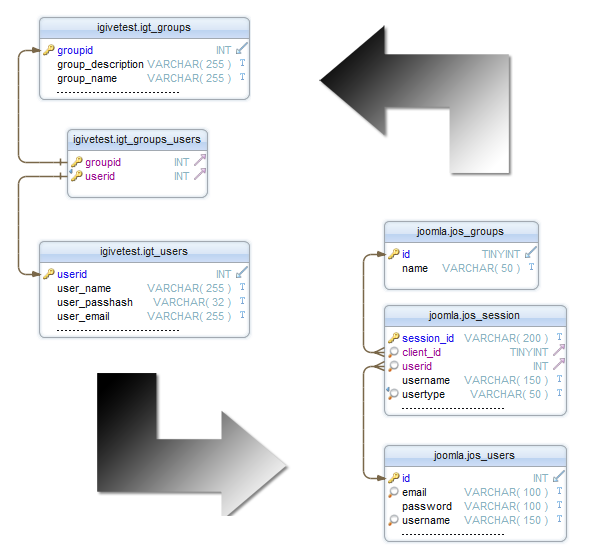 igivetest.igt_groups
groupid INT
group_description VARCHAR( 255 ) T
group_name VARCHAR( 255 ) T
igivetest.igt_groups_users
groupid INT
userid INT
igivetest.igt_users
userid INT
user_name VARCHAR( 255 ) T
user_passhash VARCHAR( 32 ) T
user_email VARCHAR( 255 ) T
joomla.jos_groups
id TINYINT
name VARCHAR( 50 ) T
joomla.jos_session
session_id VARCHAR( 200 ) T
client_id TINYINT
userid INT
username VARCHAR( 150 ) T
usertype VARCHAR( 50 ) T
joomla.jos_users
id INT
email VARCHAR( 100 ) T
password VARCHAR( 100 ) T
username VARCHAR( 150 ) T